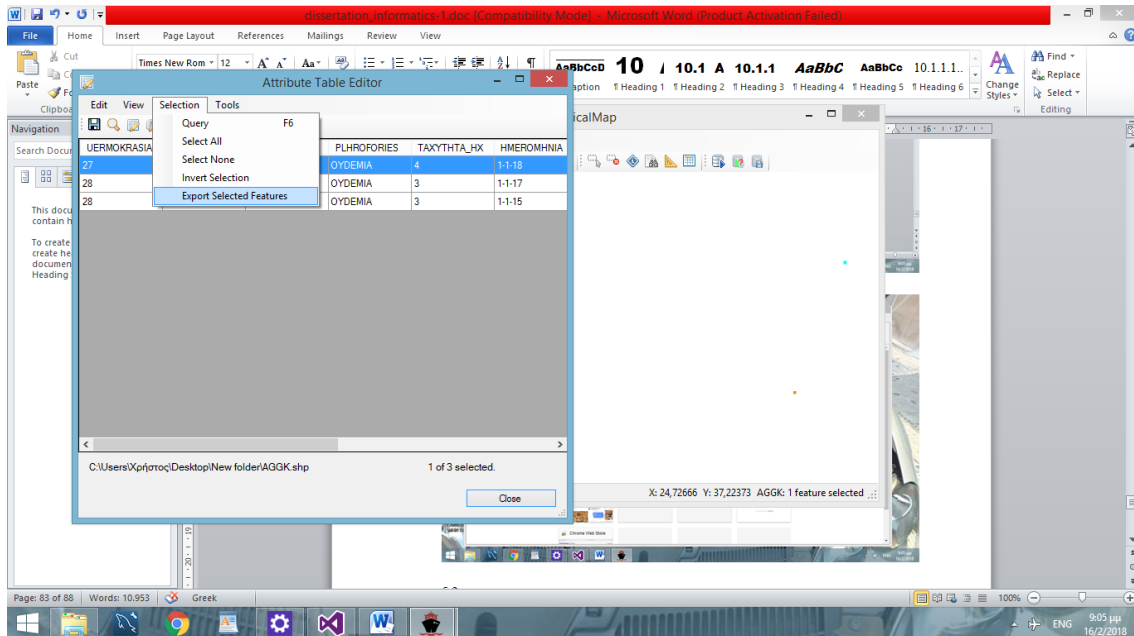 dissertation_informatics-1.doc [Compatibility Mode] - Microsoft Word (Product Activation Failed)
File Home Insert Page Layout References Mailings Review View
Cut
Paste
Times New Rom 12
AaBbCcD 10 10.1 A 10.1.1 AaBbC AaBbCc 10.1.1.1..
¶ Heading 1 ¶ Heading 2 ¶ Heading 3 ¶ Heading 4 ¶ Heading 5 ¶ Heading 6
Change Styles
Find
Replace
Select
Editing
Navigation
Search Docu
This docu
contain h
To create
create he
documen
Heading
Attribute Table Editor
Edit View Selection Tools
Query F6
Select All
Select None
Invert Selection
Export Selected Features
UERMOKRASIA PLHROFORIES TAXYTHTA_HX HMEROMHNIA
27 OYDEMIA 4 1-1-18
28 OYDEMIA 3 1-1-17
28 OYDEMIA 3 1-1-15
C:\Users\Χρήστος\Desktop\New folder\AGGK.shp 1 of 3 selected.
Close
icalMap
X: 24,72666 Y: 37,22373 AGGK: 1 feature selected
Chrome Web Store
Page: 83 of 88 Words: 10.953 Greek 100%
ENG 9:05 μμ
16/2/2018